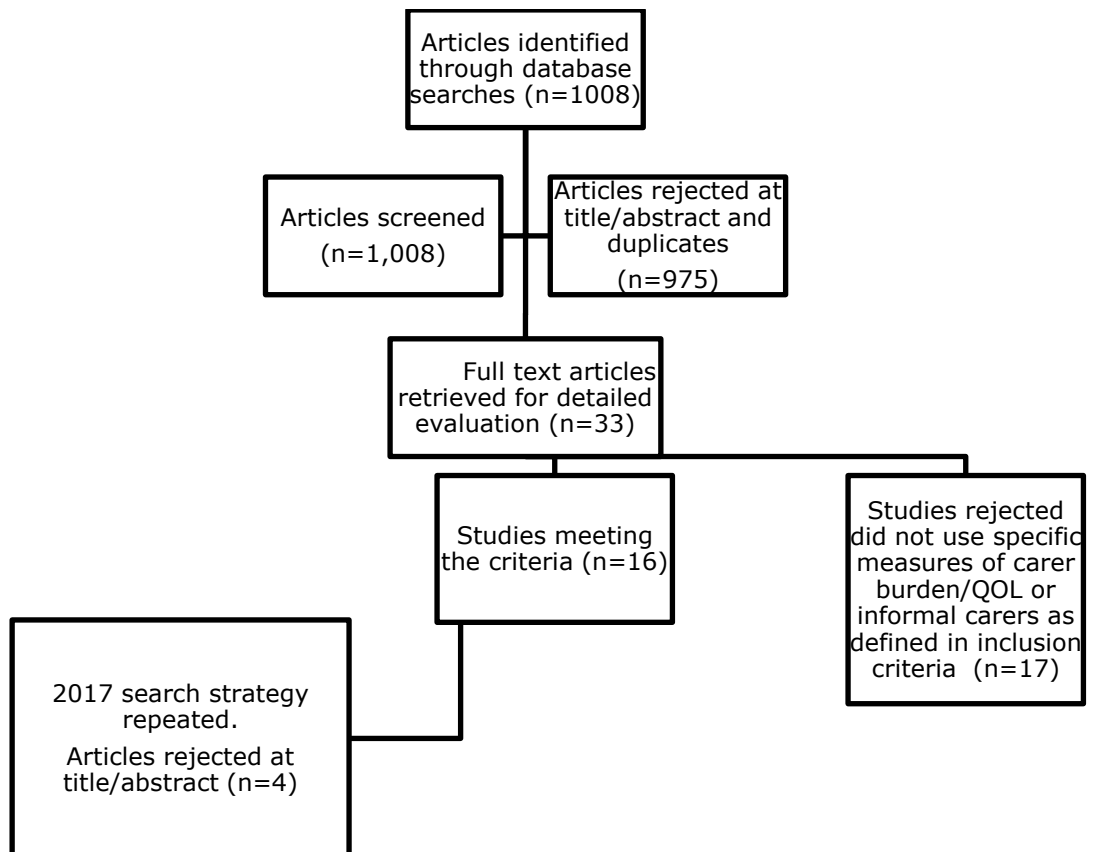 Articles identified
through database
searches (n=1008)
Articles screened
(n=1,008)
Articles rejected at
title/abstract and
duplicates
(n=975)
Full text articles
retrieved for detailed
evaluation (n=33)
Studies meeting
the criteria (n=16)
Studies rejected
did not use specific
measures of carer
burden/QOL or
informal carers as
defined in inclusion
criteria (n=17)
2017 search strategy
repeated.
Articles rejected at
title/abstract (n=4)